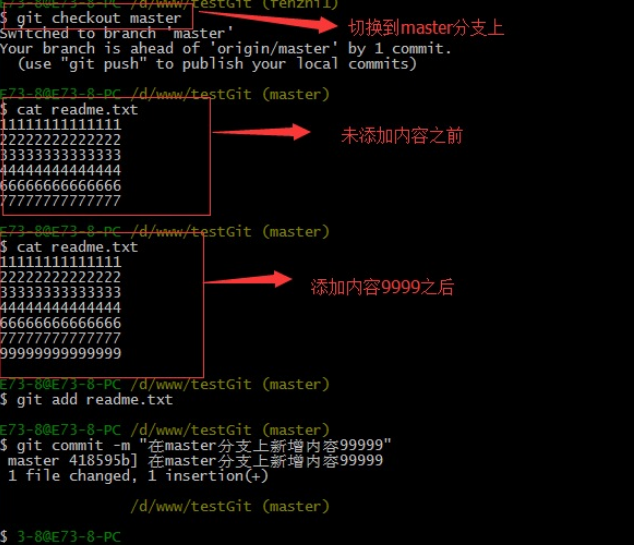 E73-8@E73-8-PC /d/www/testGit (fenzhi1)
$ git checkout master
切换到master分支上
Switched to branch 'master'
Your branch is ahead of 'origin/master' by 1 commit.
(use "git push" to publish your local commits)
E73-8@E73-8-PC /d/www/testGit (master)
$ cat readme.txt
11111111111111
未添加内容之前
22222222222222
33333333333333
44444444444444
66666666666666
77777777777777
E73-8@E73-8-PC /d/www/testGit (master)
$ cat readme.txt
11111111111111
22222222222222
33333333333333
添加内容9999之后
44444444444444
66666666666666
77777777777777
99999999999999
E73-8@E73-8-PC /d/www/testGit (master)
$ git add readme.txt
E73-8@E73-8-PC /d/www/testGit (master)
$ git commit -m "在master分支上新增内容99999"
master 418595b] 在master分支上新增内容99999
1 file changed, 1 insertion(+)
/d/www/testGit (master)
$ 3-8@E73-8-PC